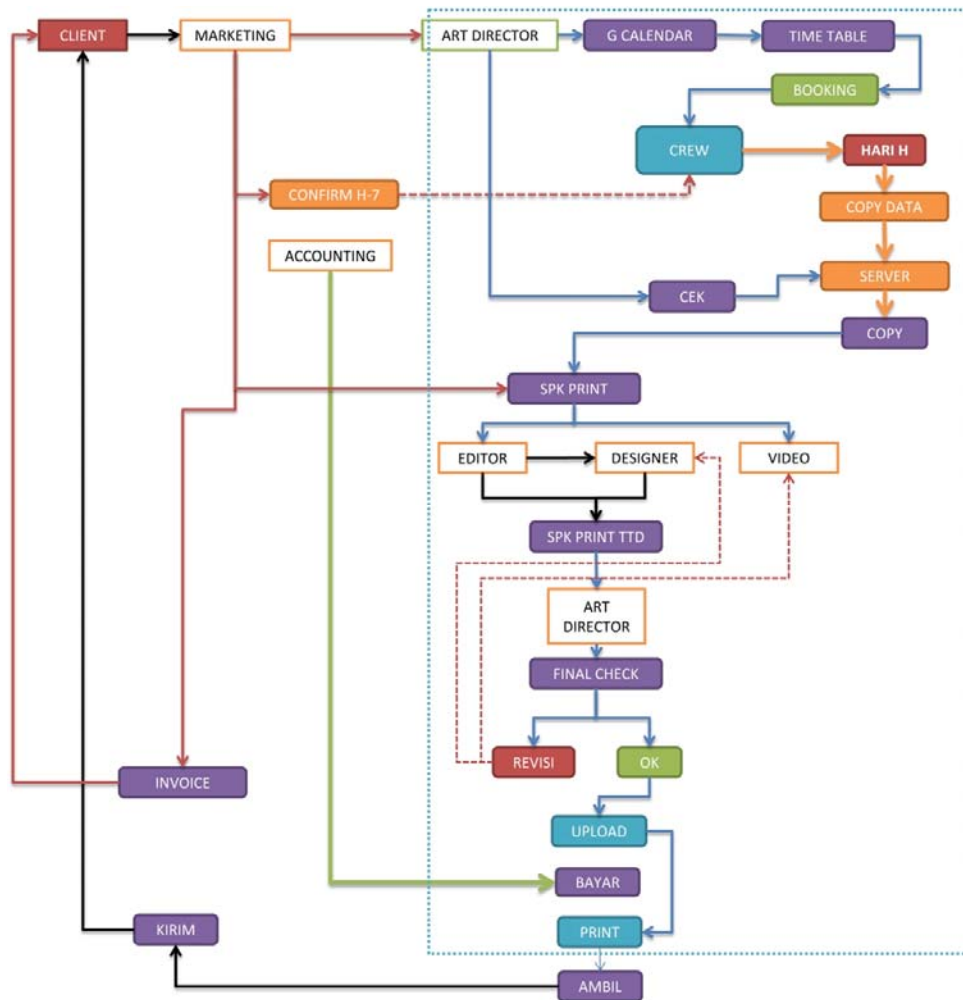 CLIENT
MARKETING
ART DIRECTOR
G CALENDAR
TIME TABLE
BOOKING
CREW
HARI H
CONFIRM H-7
COPY DATA
ACCOUNTING
SERVER
CEK
COPY
SPK PRINT
EDITOR
DESIGNER
VIDEO
SPK PRINT TTD
ART
DIRECTOR
FINAL CHECK
REVISI
OK
INVOICE
UPLOAD
BAYAR
KIRIM
PRINT
AMBIL